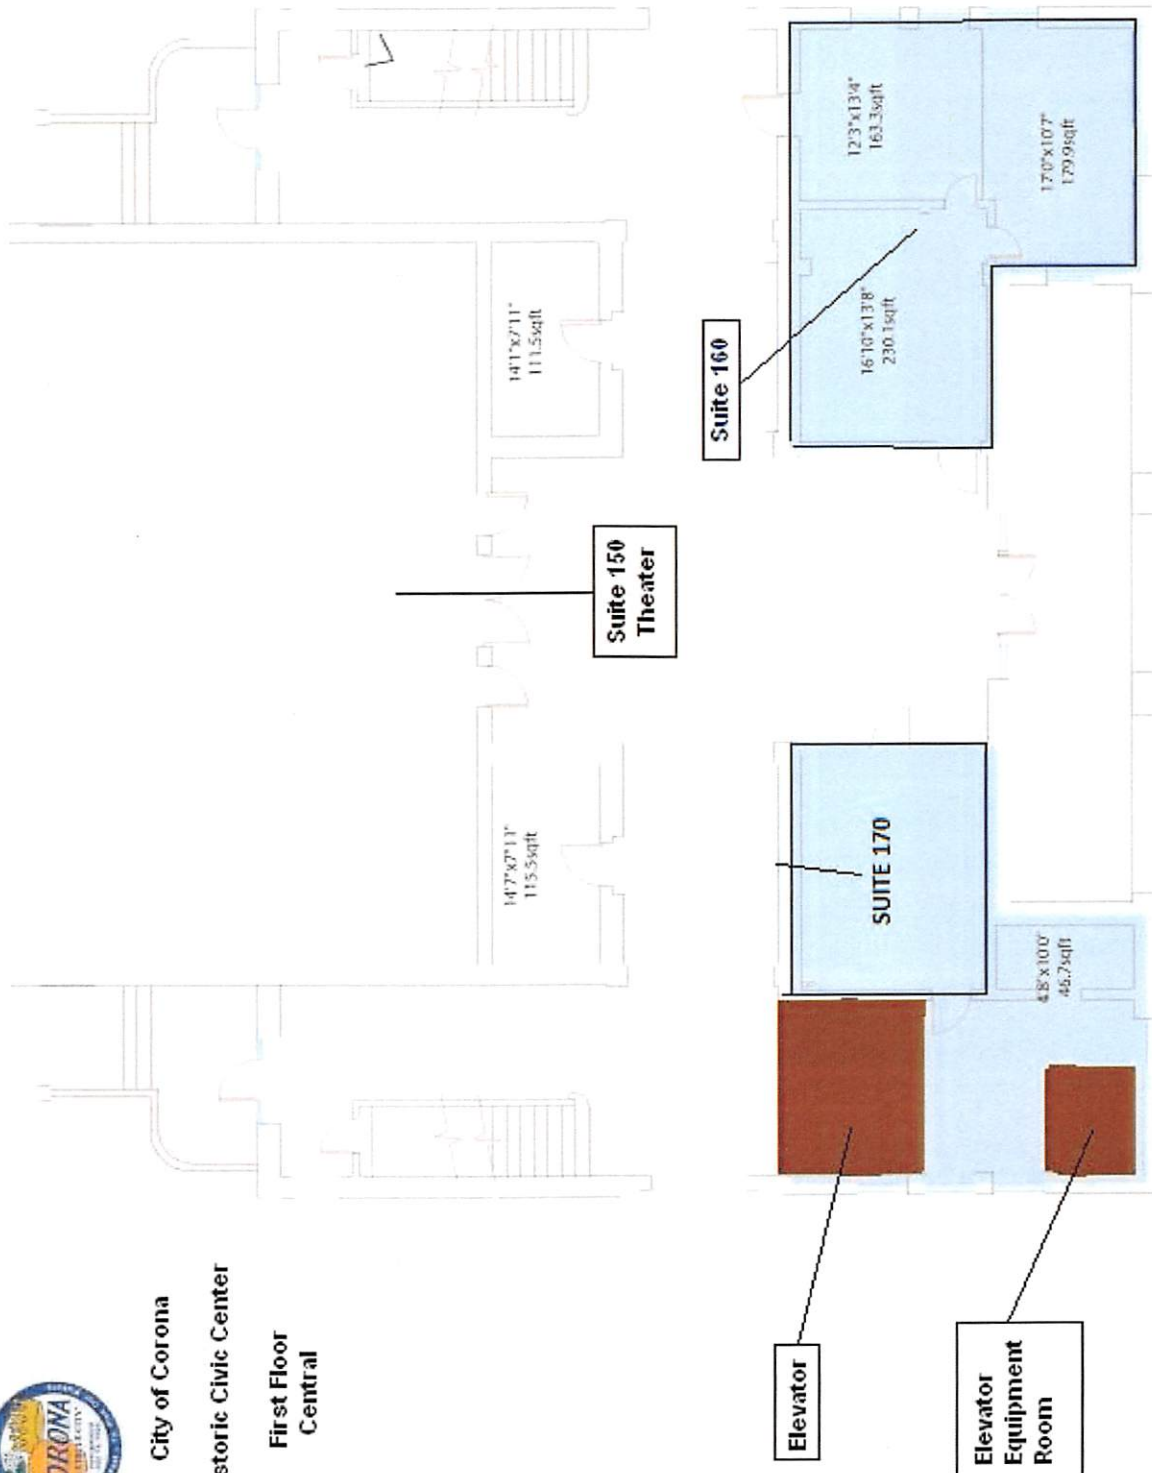 ORONA
City of Corona
storic Civic Center
First Floor
Central
14'7"x7'11"
115.5sqft
14'1"x7'11"
111.5sqft
Suite 150
Theater
Suite 160
Elevator
SUITE 170
16'10"x13'8"
230.1sqft
12'3"x13'4"
163.3sqft
Elevator
Equipment
Room
4'8"x10'0"
46.7sqft
17'0"x10'7"
179.9sqft